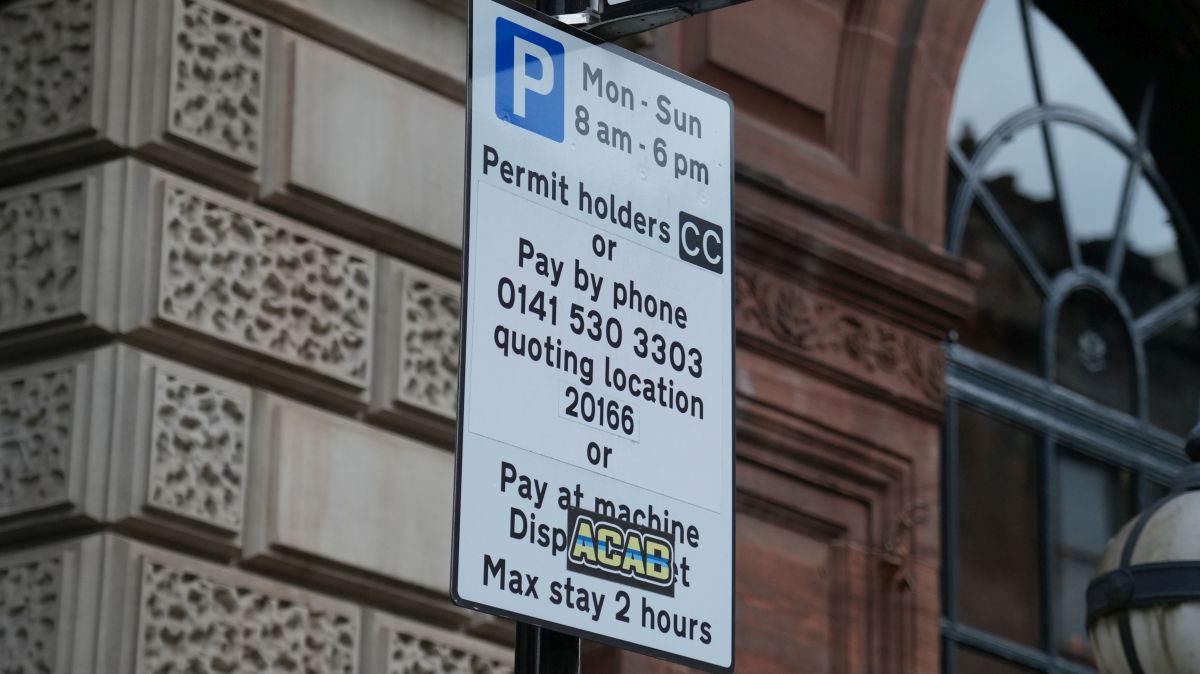 P
Mon - Sun
8 am - 6 pm
Permit holders CC
or
Pay by phone
0141 530 3303
quoting location
20166
or
Pay at machine
Disp ACAB et
Max stay 2 hours